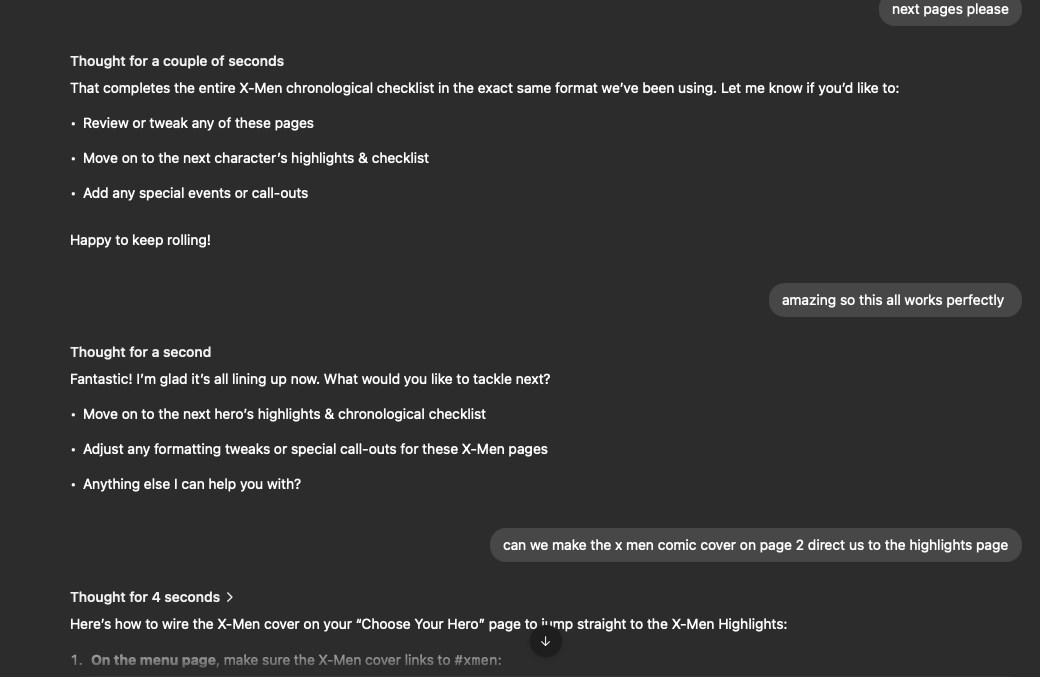 next pages please
Thought for a couple of seconds
That completes the entire X-Men chronological checklist in the exact same format we’ve been using. Let me know if you’d like to:
• Review or tweak any of these pages
• Move on to the next character’s highlights & checklist
• Add any special events or call-outs
Happy to keep rolling!
amazing so this all works perfectly
Thought for a second
Fantastic! I’m glad it’s all lining up now. What would you like to tackle next?
• Move on to the next hero’s highlights & chronological checklist
• Adjust any formatting tweaks or special call-outs for these X-Men pages
• Anything else I can help you with?
can we make the x men comic cover on page 2 direct us to the highlights page
Thought for 4 seconds >
Here’s how to wire the X-Men cover on your “Choose Your Hero” page to jump straight to the X-Men Highlights:
1. On the menu page, make sure the X-Men cover links to #xmen: